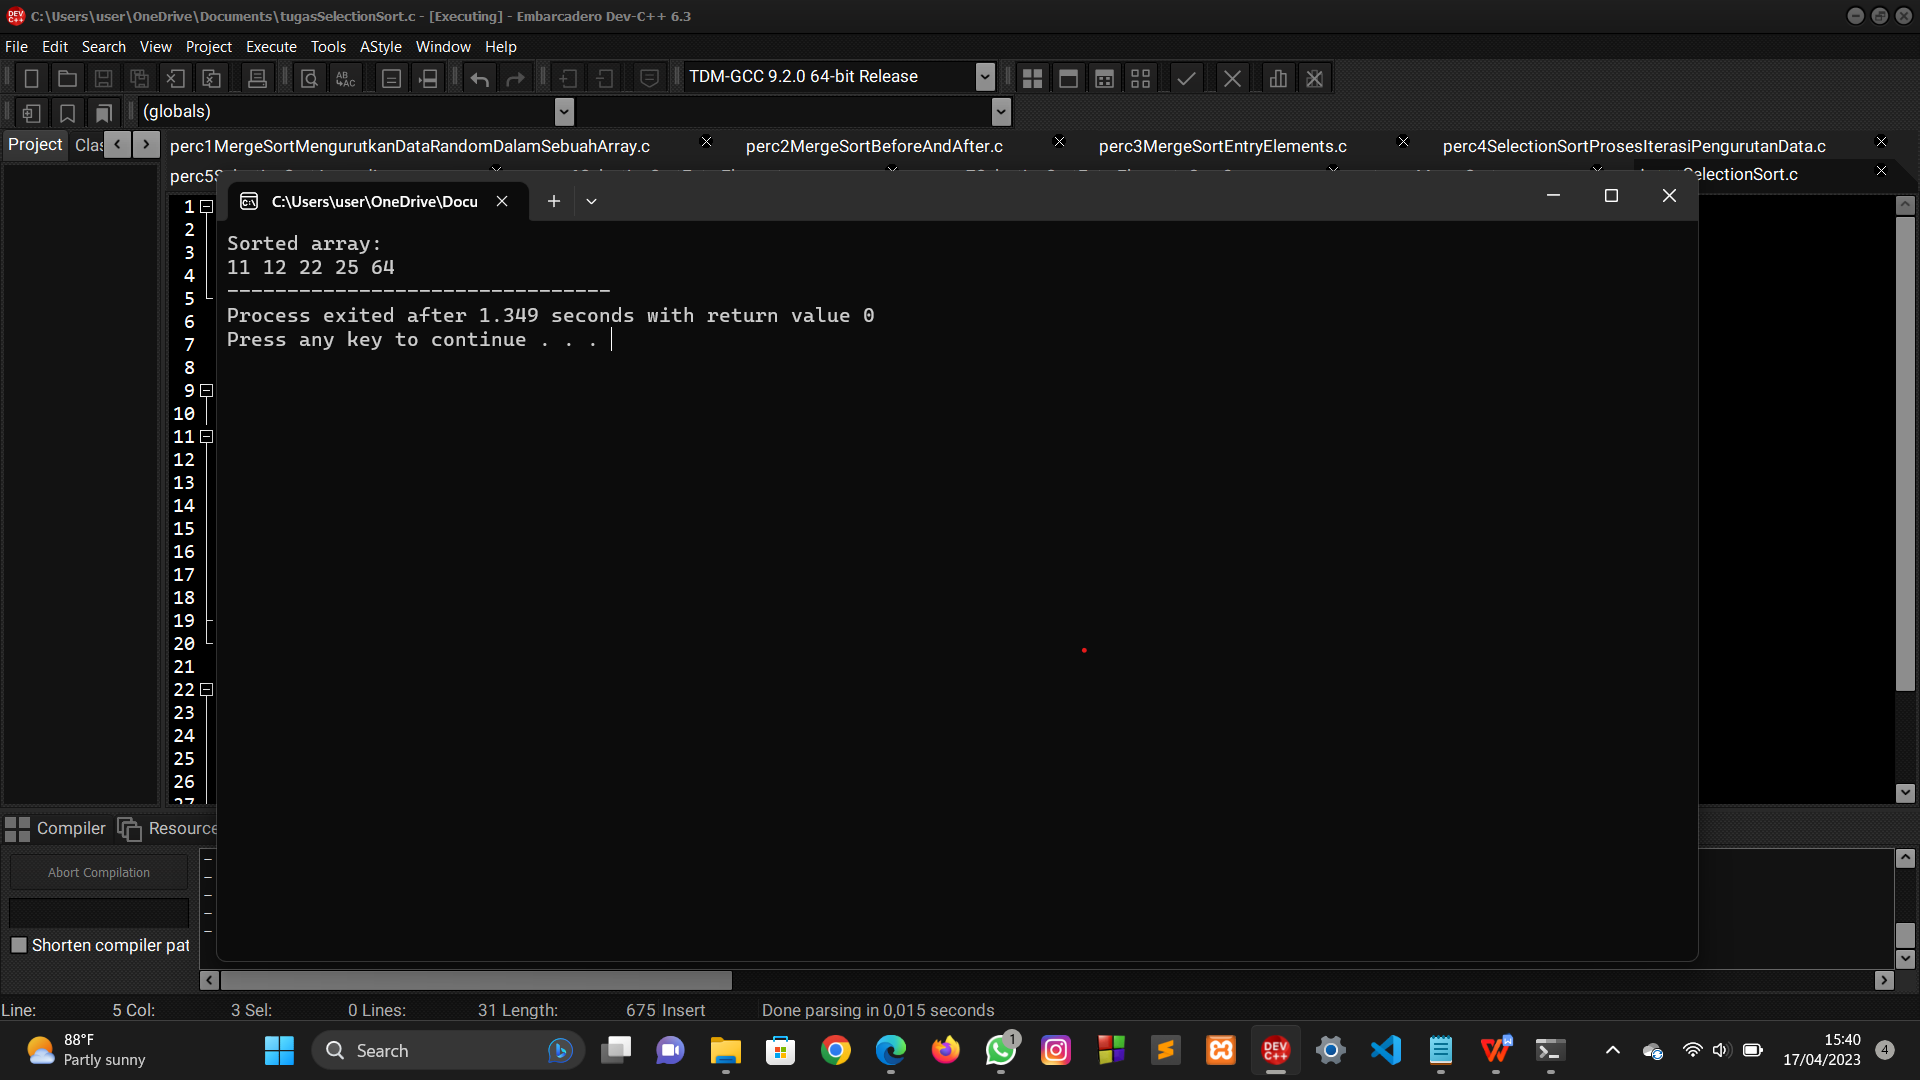 C:\Users\user\OneDrive\Documents\tugasSelectionSort.c - [Executing] - Embarcadero Dev-C++ 6.3
File Edit Search View Project Execute Tools AStyle Window Help
TDM-GCC 9.2.0 64-bit Release
(globals)
Project Clas
perc1MergeSortMengurutkanDataRandomDalamSebuahArray.c perc2MergeSortBeforeAndAfter.c perc3MergeSortEntryElements.c perc4SelectionSortProsesIterasiPengurutanData.c
perc5S SelectionSort.c
C:\Users\user\OneDrive\Docu
Sorted array:
11 12 22 25 64
--------------------------------
Process exited after 1.349 seconds with return value 0
Press any key to continue . . .
1
2
3
4
5
6
7
8
9
10
11
12
13
14
15
16
17
18
19
20
21
22
23
24
25
26
27
Compiler Resource
Abort Compilation
Shorten compiler pat
Line: 5 Col: 3 Sel: 0 Lines: 31 Length: 675 Insert Done parsing in 0,015 seconds
88°F
Partly sunny
Search
1
DEV C++
15:40
17/04/2023
4